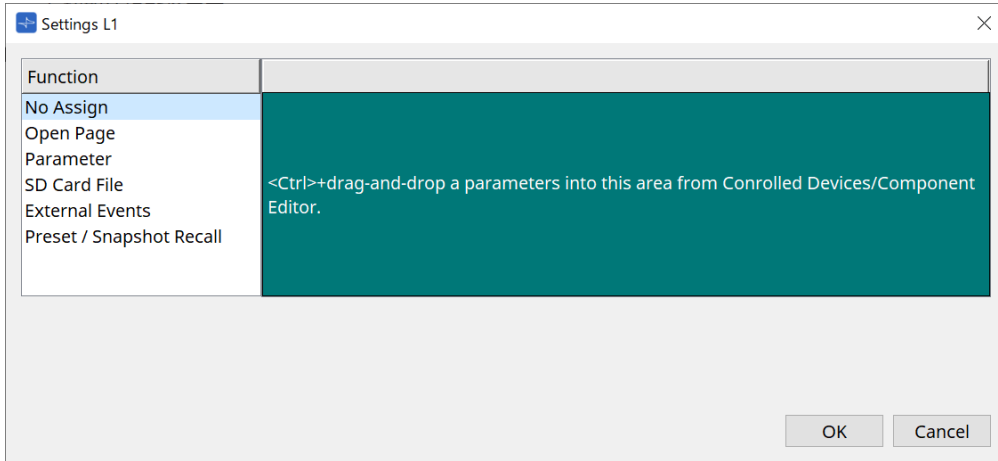 Settings L1
Function
No Assign
Open Page
Parameter
SD Card File
External Events
Preset / Snapshot Recall
<Ctrl>+drag-and-drop a parameters into this area from Conrolled Devices/Component
Editor.
OK
Cancel